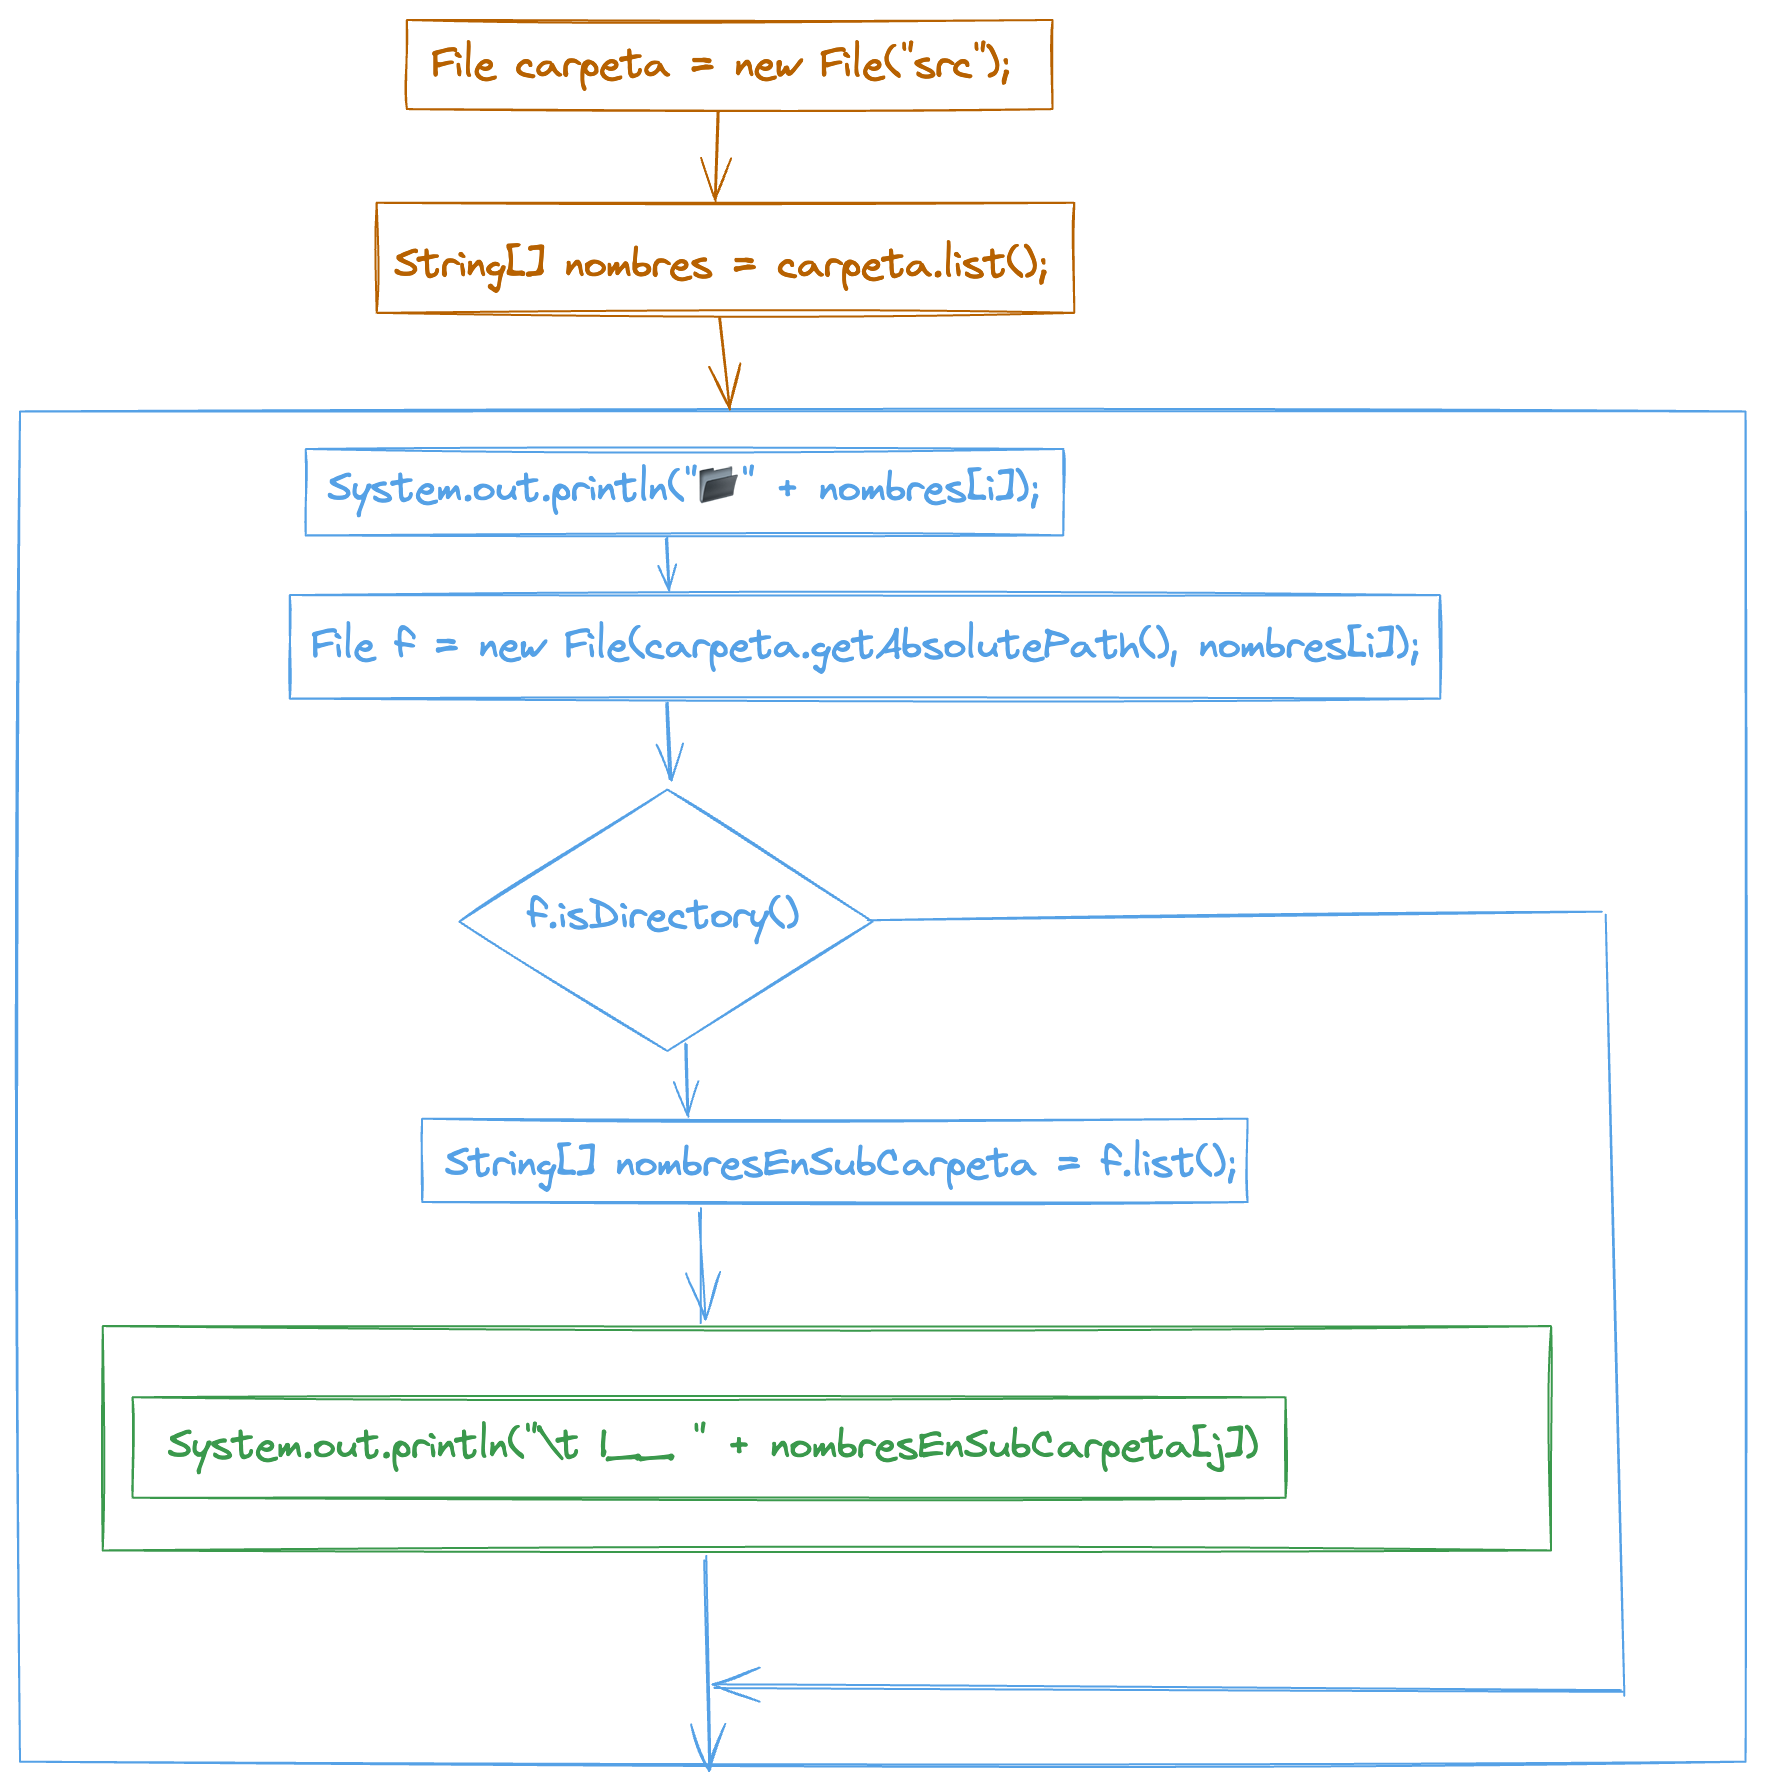 File carpeta = new File("src");
String[] nombres = carpeta.list();
System.out.println("📁" + nombres[i]);
File f = new File(carpeta.getAbsolutePath(), nombres[i]);
f.isDirectory()
String[] nombresEnSubCarpeta = f.list();
System.out.println("\t |___ " + nombresEnSubCarpeta[j])